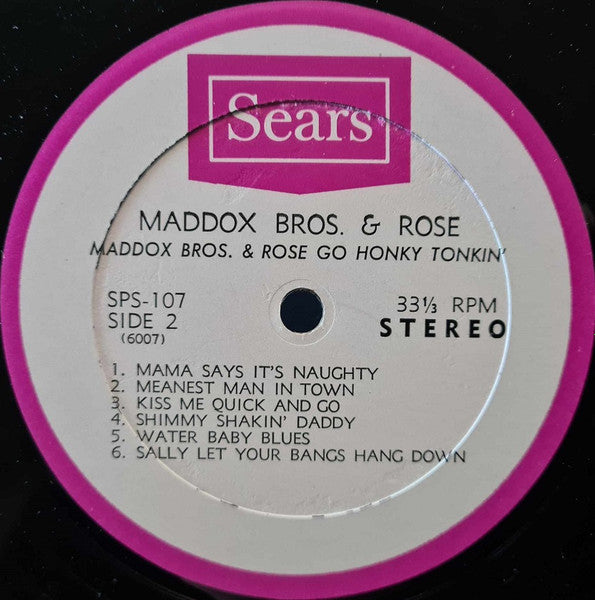 Sears
MADDOX BROS. & ROSE
MADDOX BROS. & ROSE GO HONKY TONKIN'
SPS-107 33⅓ RPM
SIDE 2 STEREO
(6007)
1. MAMA SAYS IT'S NAUGHTY
2. MEANEST MAN IN TOWN
3. KISS ME QUICK AND GO
4. SHIMMY SHAKIN' DADDY
5. WATER BABY BLUES
6. SALLY LET YOUR BANGS HANG DOWN